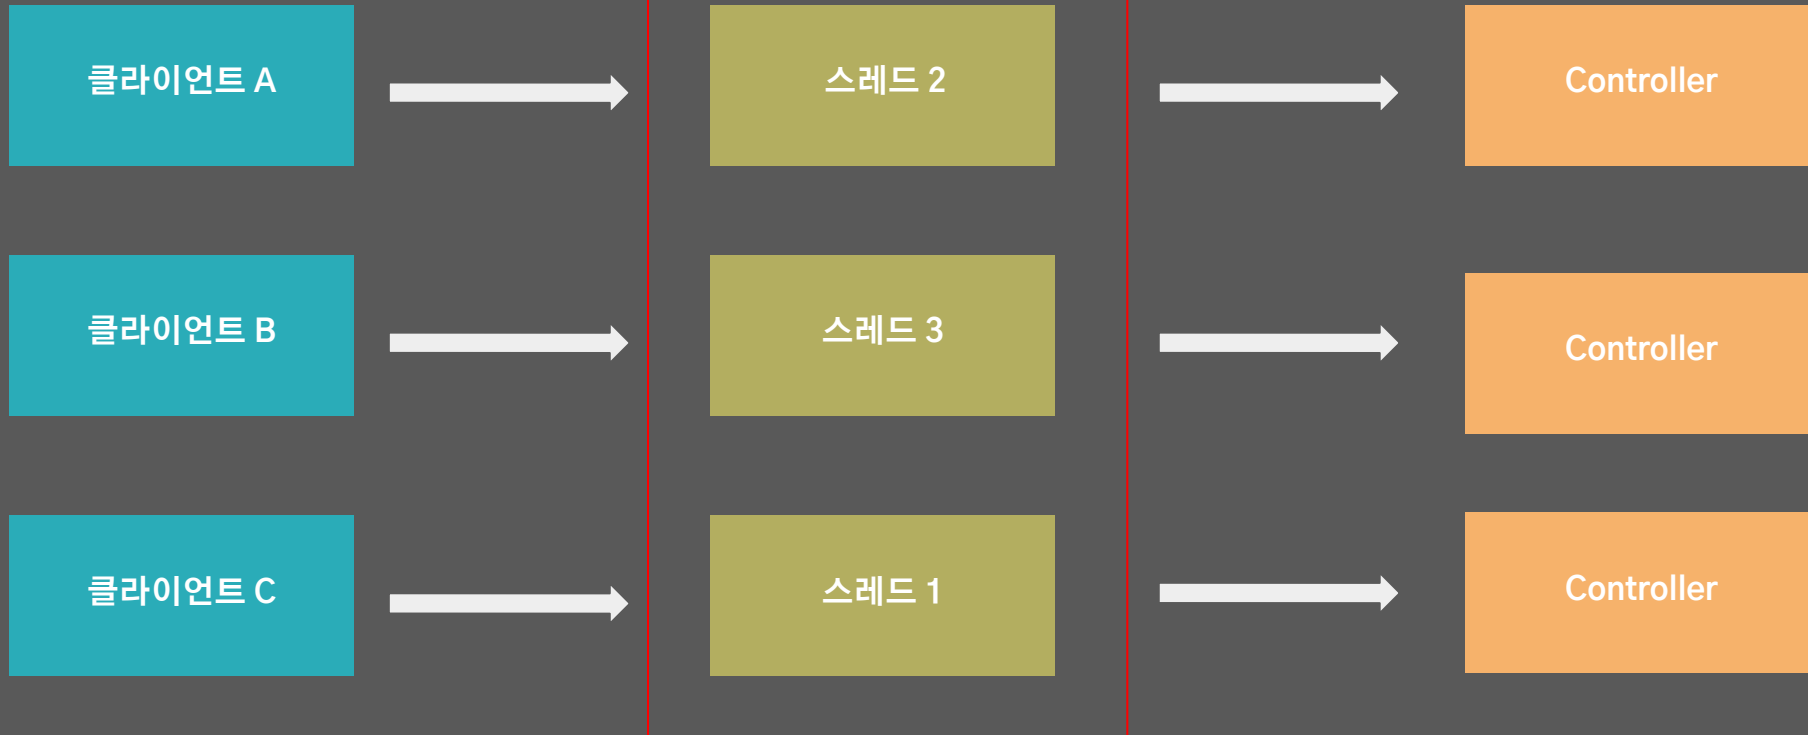 클라이언트 A
스레드 2
Controller
클라이언트 B
스레드 3
Controller
클라이언트 C
스레드 1
Controller